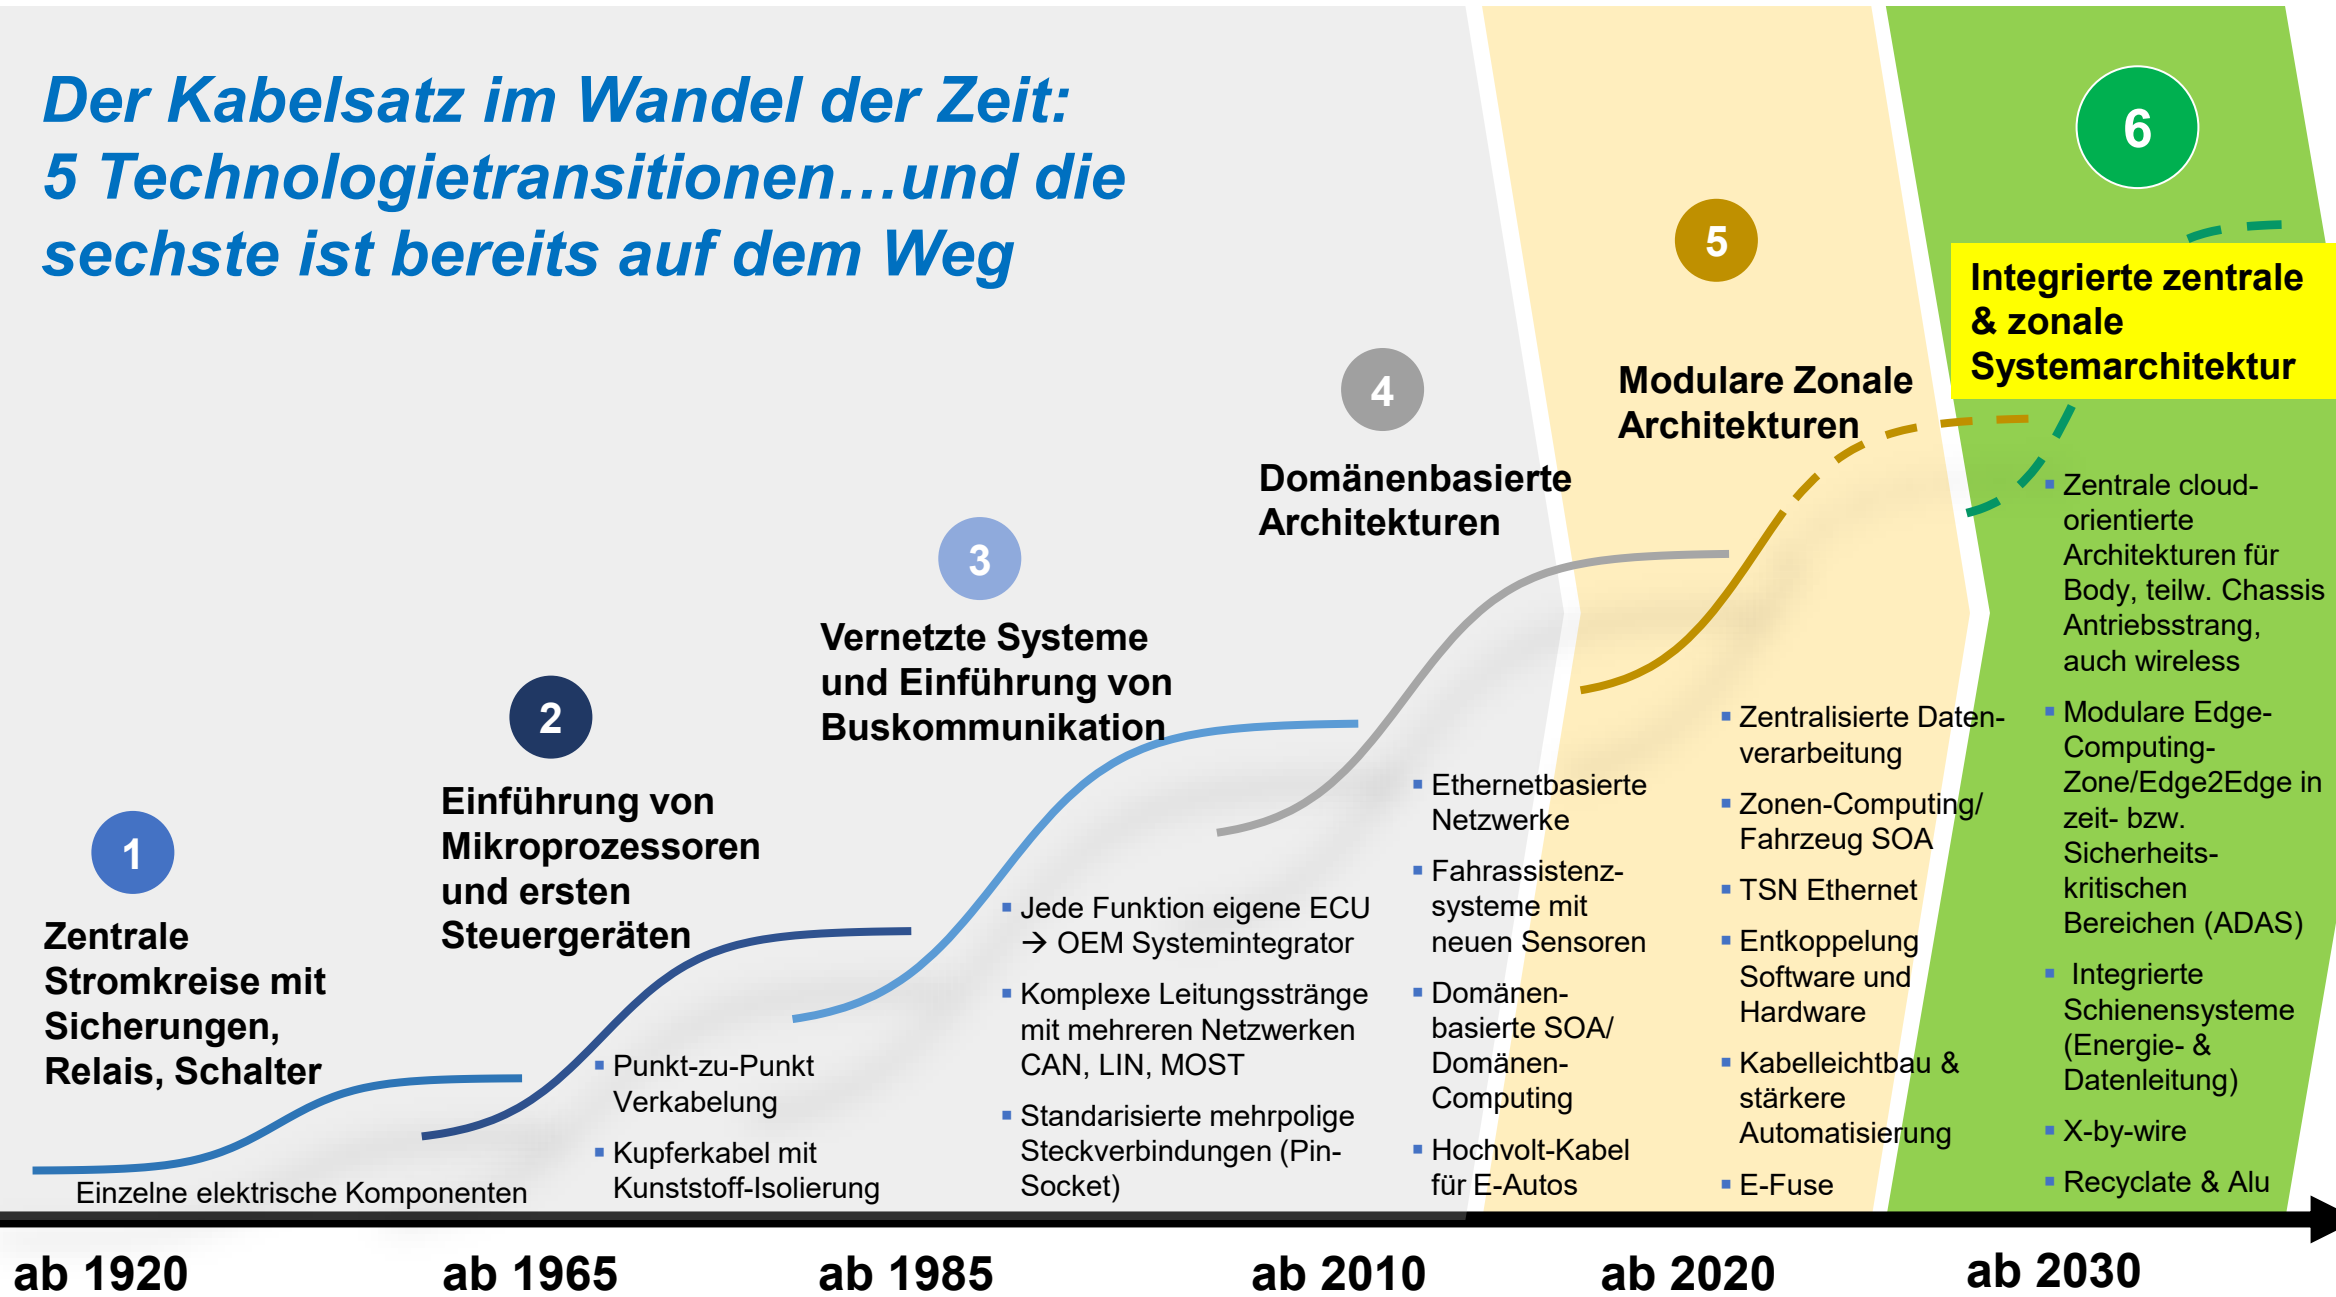 Der Kabelsatz im Wandel der Zeit:
5 Technologietransitionen…und die
sechste ist bereits auf dem Weg
1
Zentrale
Stromkreise mit
Sicherungen,
Relais, Schalter
Einzelne elektrische Komponenten
ab 1920
2
Einführung von
Mikroprozessoren
und ersten
Steuergeräten
Punkt-zu-Punkt
Verkabelung
Kupferkabel mit
Kunststoff-Isolierung
ab 1965
3
Vernetzte Systeme
und Einführung von
Buskommunikation
Jede Funktion eigene ECU
→ OEM Systemintegrator
Komplexe Leitungsstränge
mit mehreren Netzwerken
CAN, LIN, MOST
Standarisierte mehrpolige
Steckverbindungen (Pin-
Socket)
ab 1985
4
Domänenbasierte
Architekturen
Ethernetbasierte
Netzwerke
Fahrassistenz-
systeme mit
neuen Sensoren
Domänen-
basierte SOA/
Domänen-
Computing
Hochvolt-Kabel
für E-Autos
ab 2010
5
Modulare Zonale
Architekturen
Zentralisierte Daten-
verarbeitung
Zonen-Computing/
Fahrzeug SOA
TSN Ethernet
Entkoppelung
Software und
Hardware
Kabelleichtbau &
stärkere
Automatisierung
E-Fuse
ab 2020
6
Integrierte zentrale
& zonale
Systemarchitektur
Zentrale cloud-
orientierte
Architekturen für
Body, teilw. Chassis
Antriebsstrang,
auch wireless
Modulare Edge-
Computing-
Zone/Edge2Edge in
zeit- bzw.
Sicherheits-
kritischen
Bereichen (ADAS)
Integrierte
Schienensysteme
(Energie- &
Datenleitung)
X-by-wire
Recyclate & Alu
ab 2030